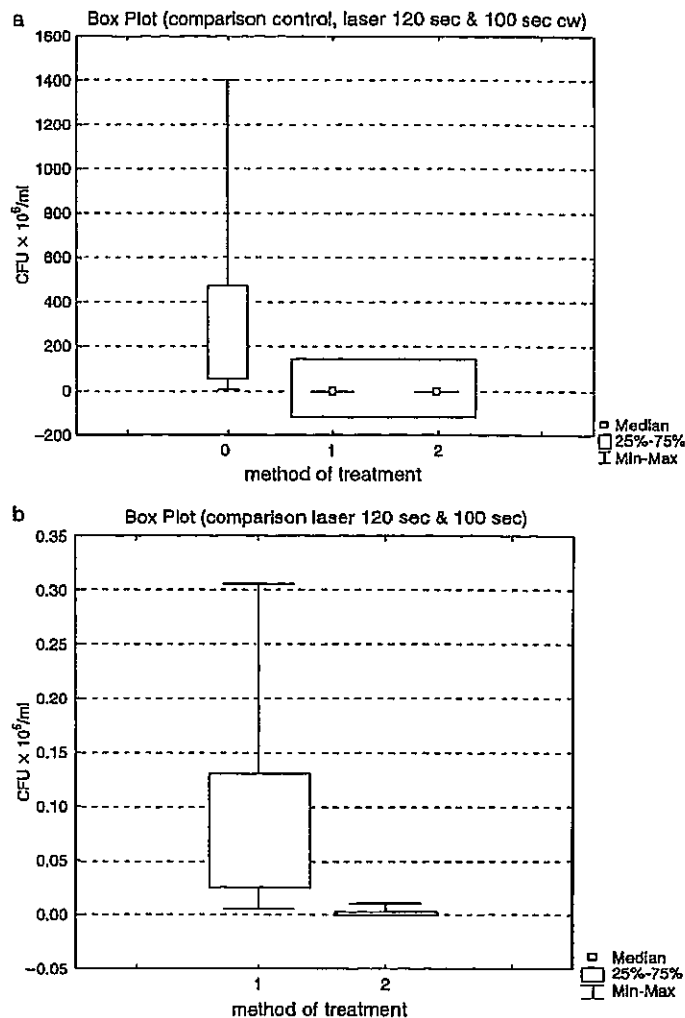 a
Box Plot (comparison control, laser 120 sec & 100 sec cw)
1600
1400
1200
1000
800
600
400
200
0
−200
CFU × 10⁶/ml
0 1 2
method of treatment
Median
25%-75%
Min-Max
b
Box Plot (comparison laser 120 sec & 100 sec)
0.35
0.30
0.25
0.20
0.15
0.10
0.05
0.00
−0.05
CFU × 10⁶/ml
1 2
method of treatment
Median
25%-75%
Min-Max